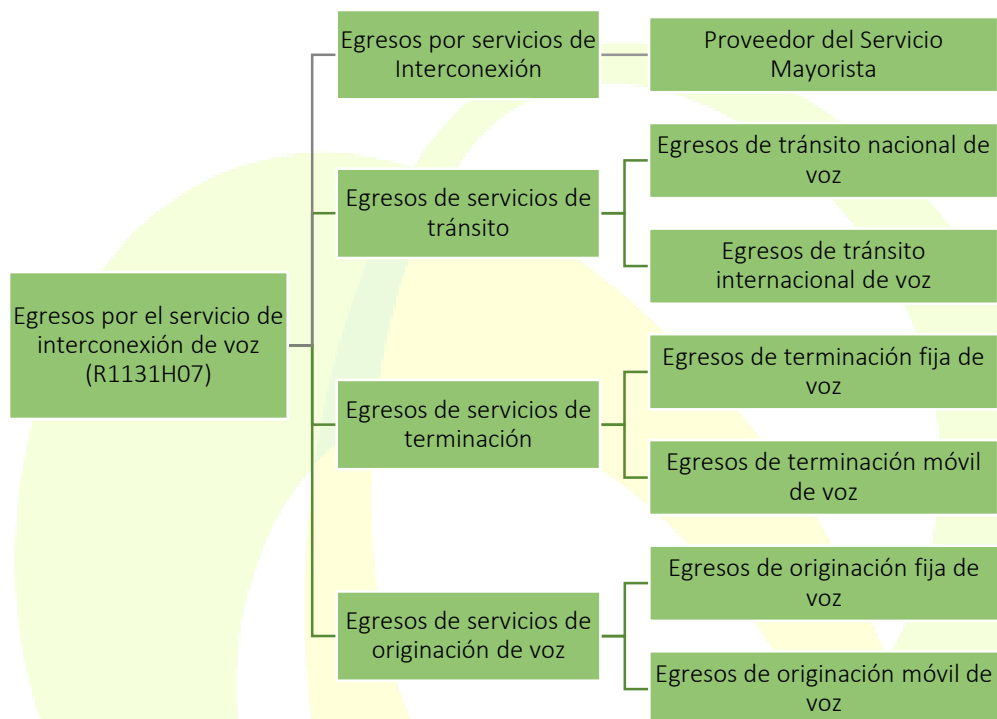 Egresos por el servicio de
interconexión de voz
(R1131H07)
Egresos por servicios de
Interconexión
Proveedor del Servicio
Mayorista
Egresos de servicios de
tránsito
Egresos de tránsito nacional de
voz
Egresos de tránsito
internacional de voz
Egresos de servicios de
terminación
Egresos de terminación fija de
voz
Egresos de terminación móvil
de voz
Egresos de servicios de
originación de voz
Egresos de originación fija de
voz
Egresos de originación móvil de
voz